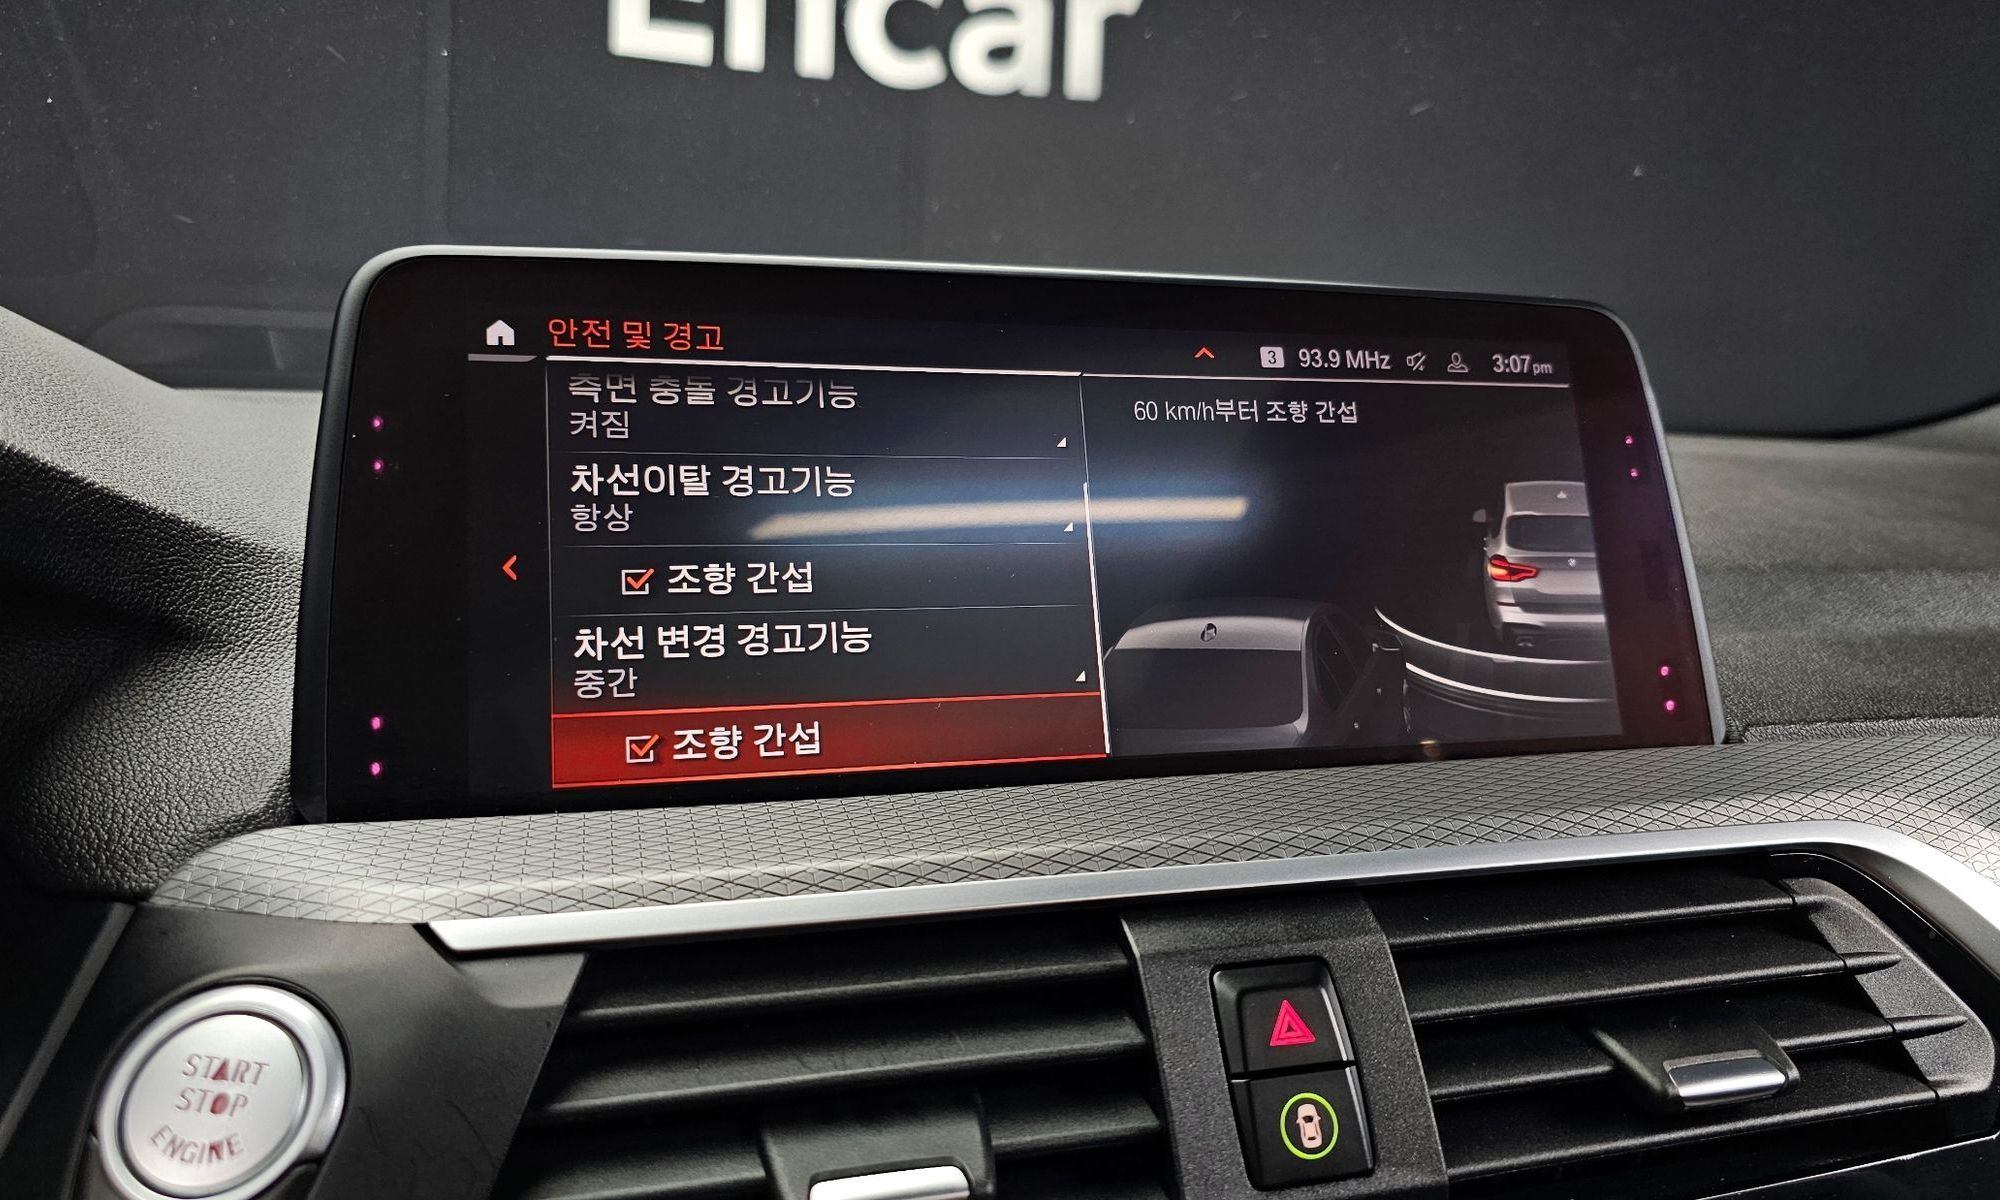 Encar
안전 및 경고
3 93.9 MHz 3:07pm
측면 충돌 경고기능
켜짐
60 km/h부터 조향 간섭
차선이탈 경고기능
항상
조향 간섭
차선 변경 경고기능
중간
조향 간섭
START
STOP
ENGINE